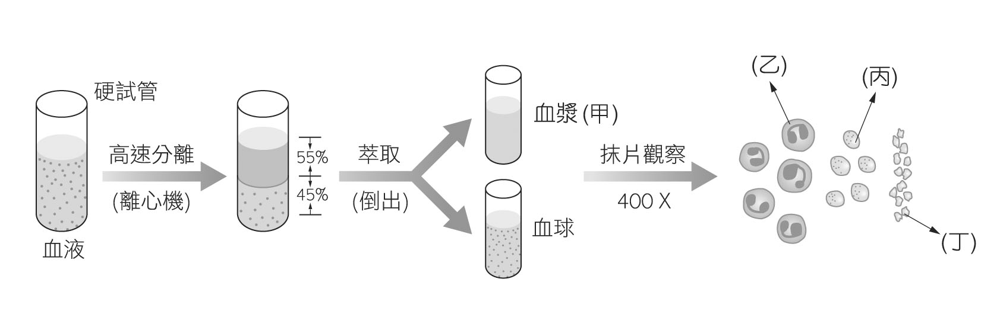 硬試管
血液
高速分離
(離心機)
55%
45%
萃取
(倒出)
血漿(甲)
血球
抹片觀察
400 X
(乙)
(丙)
(丁)